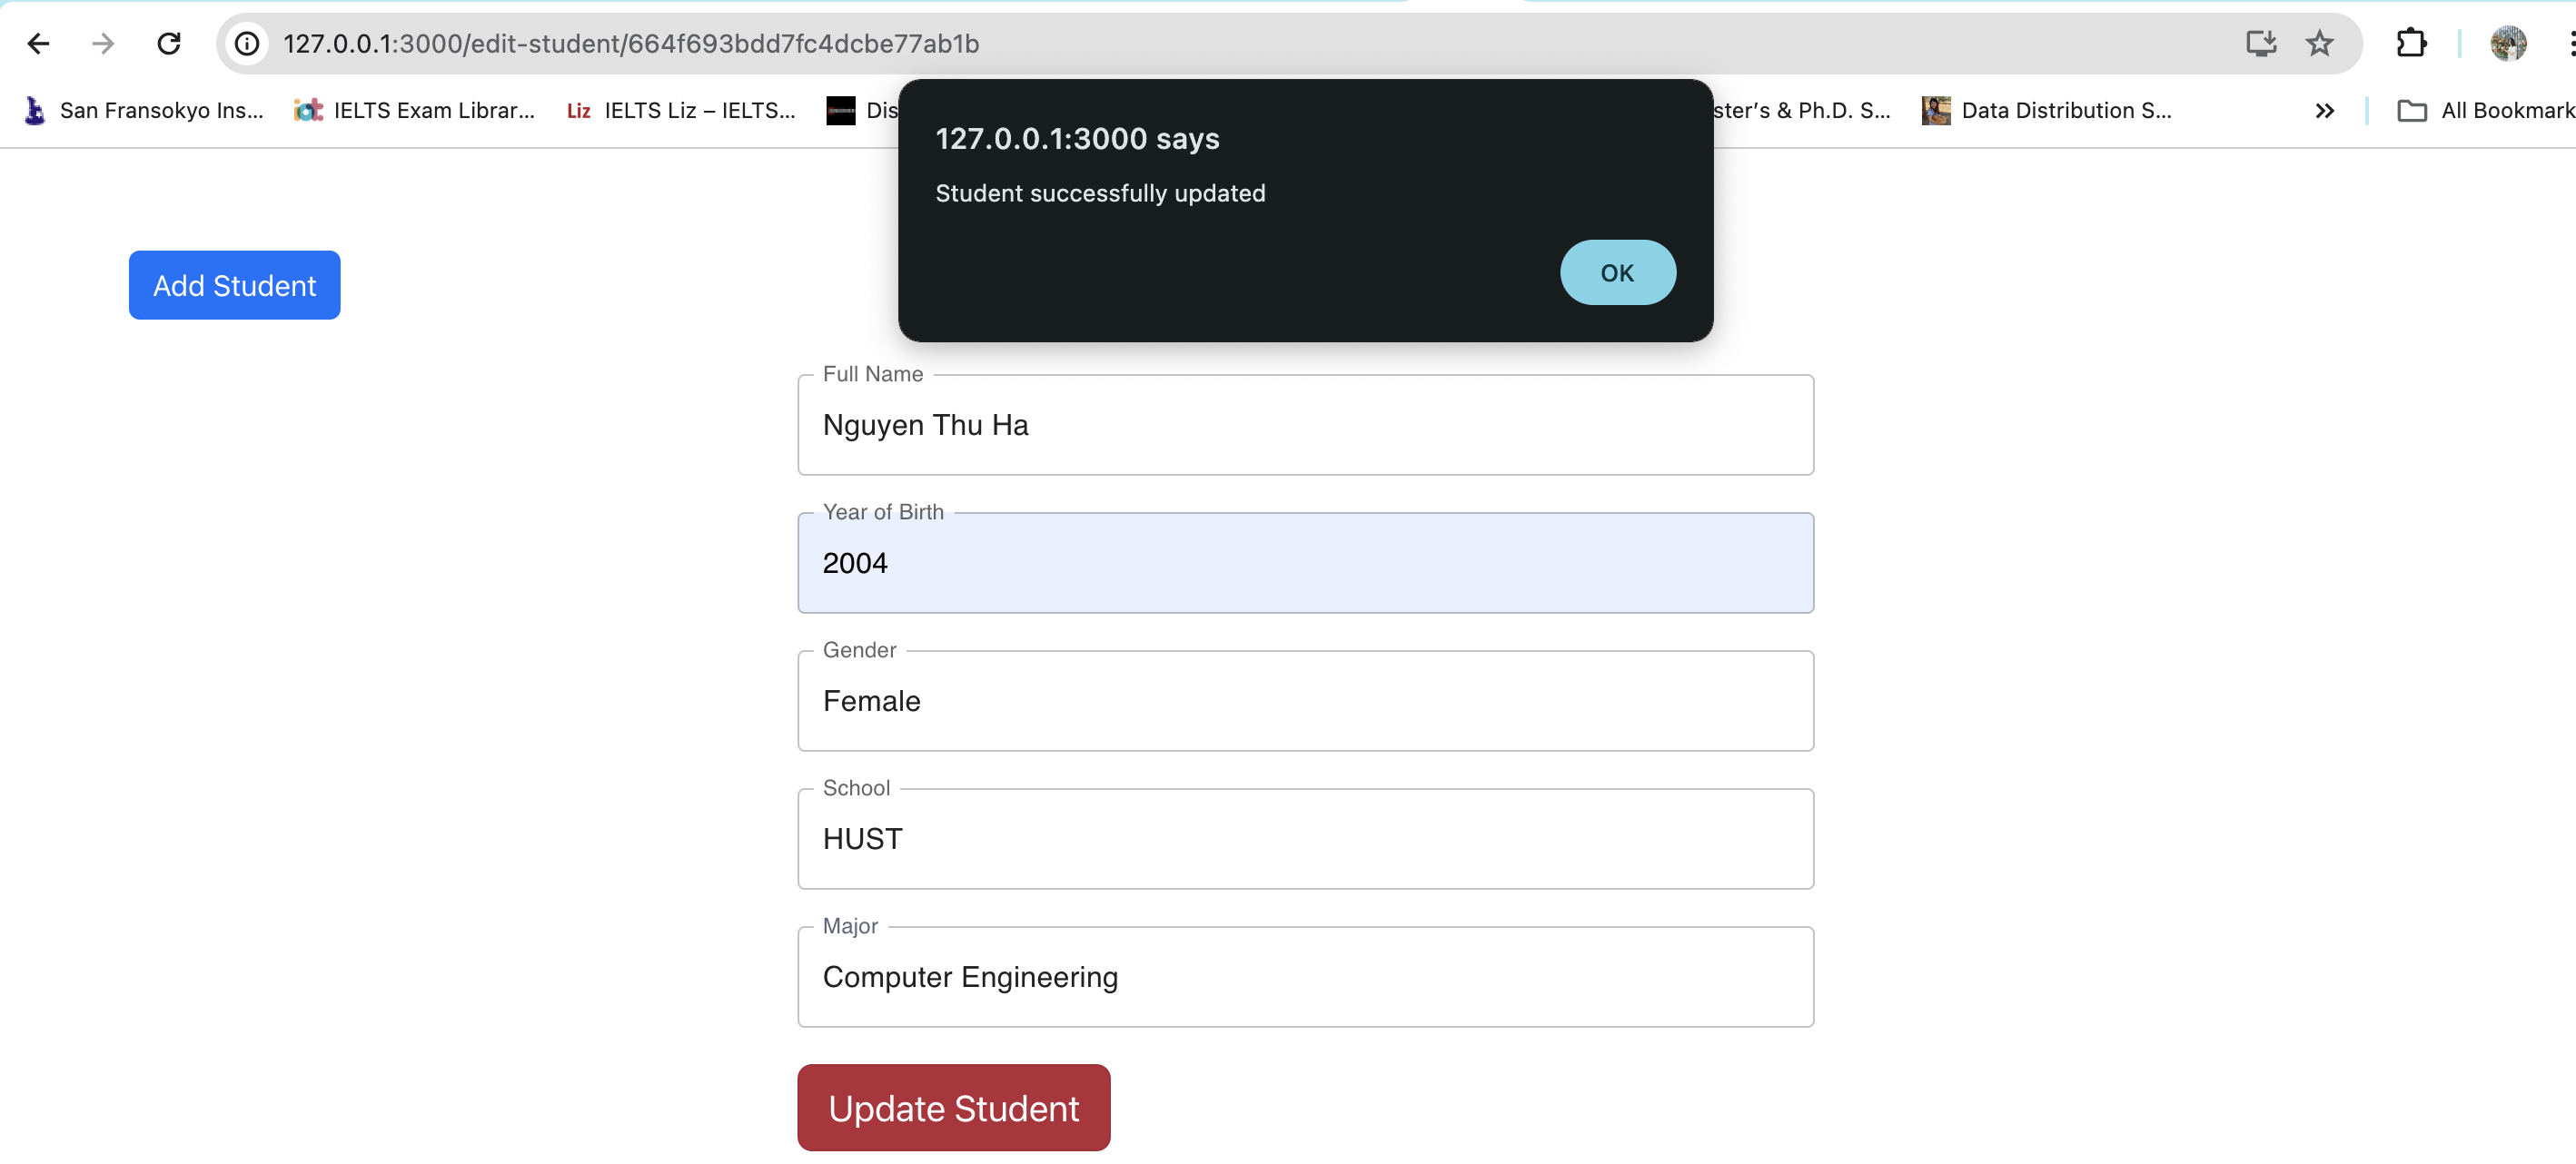 127.0.0.1:3000/edit-student/664f693bdd7fc4dcbe77ab1b
San Fransokyo Ins...
IELTS Exam Librar...
Liz IELTS Liz – IELTS...
Dis
ster's & Ph.D. S...
Data Distribution S...
All Bookmark
127.0.0.1:3000 says
Student successfully updated
OK
Add Student
Full Name
Nguyen Thu Ha
Year of Birth
2004
Gender
Female
School
HUST
Major
Computer Engineering
Update Student